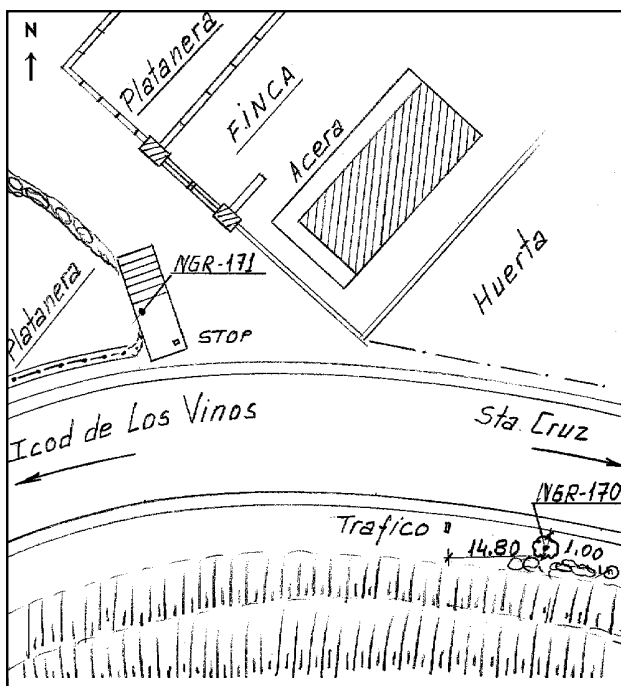 N
Platanera
FINCA
Acera
Huerta
NGR-171
Platanera
STOP
Icod de Los Vinos
Sta. Cruz
NGR-170
Trafico
14.80
1.00